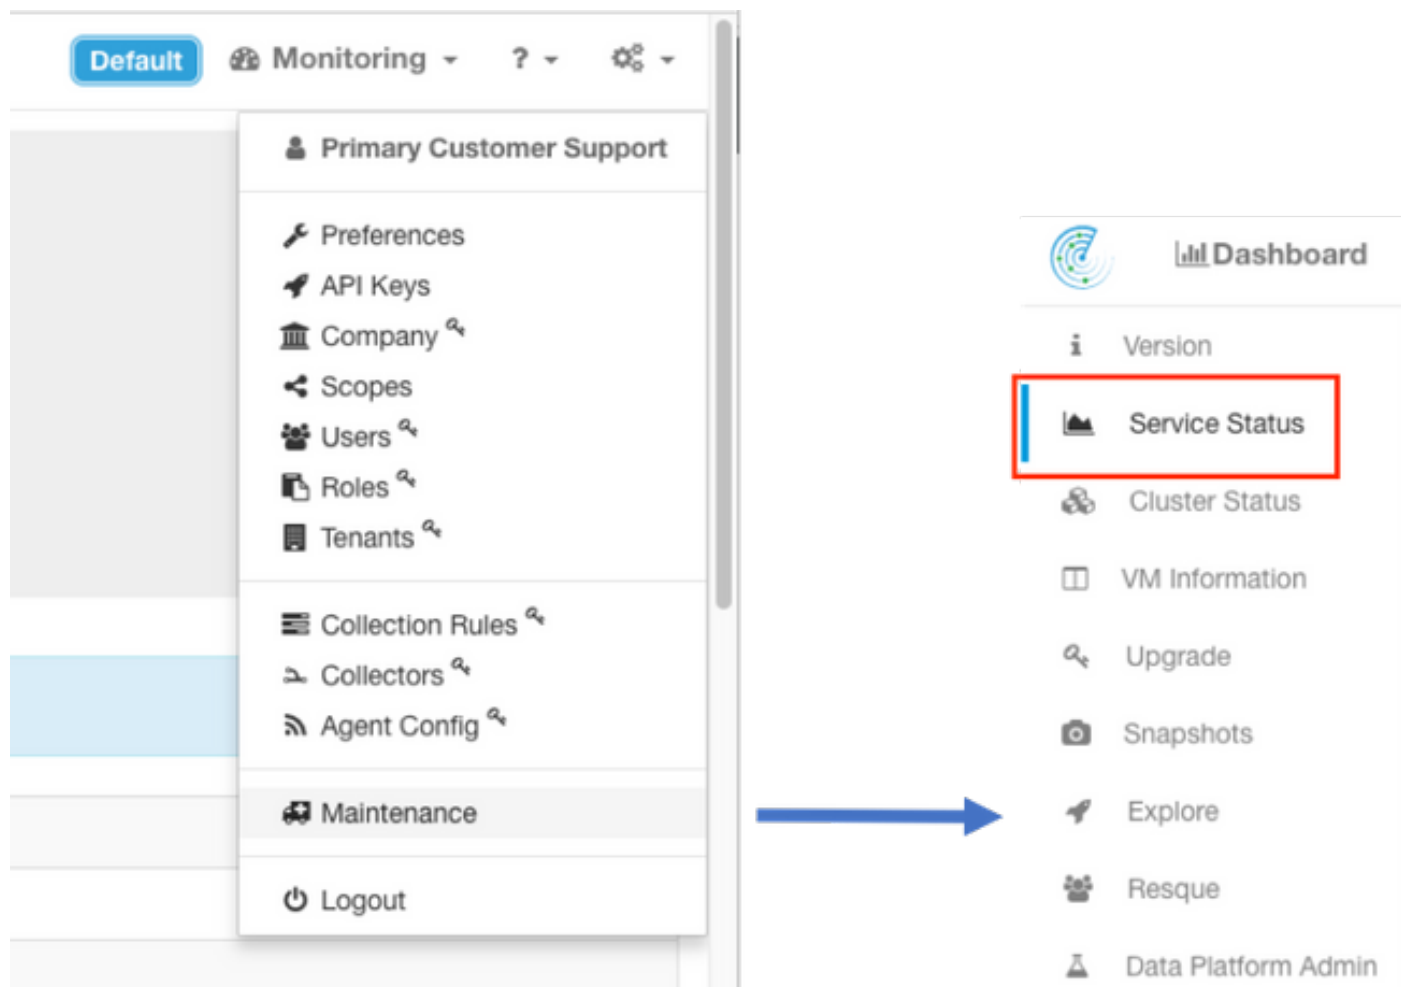 Default Monitoring ?
Primary Customer Support
Preferences
API Keys
Company
Scopes
Users
Roles
Tenants
Collection Rules
Collectors
Agent Config
Maintenance
Logout
Dashboard
Version
Service Status
Cluster Status
VM Information
Upgrade
Snapshots
Explore
Resque
Data Platform Admin